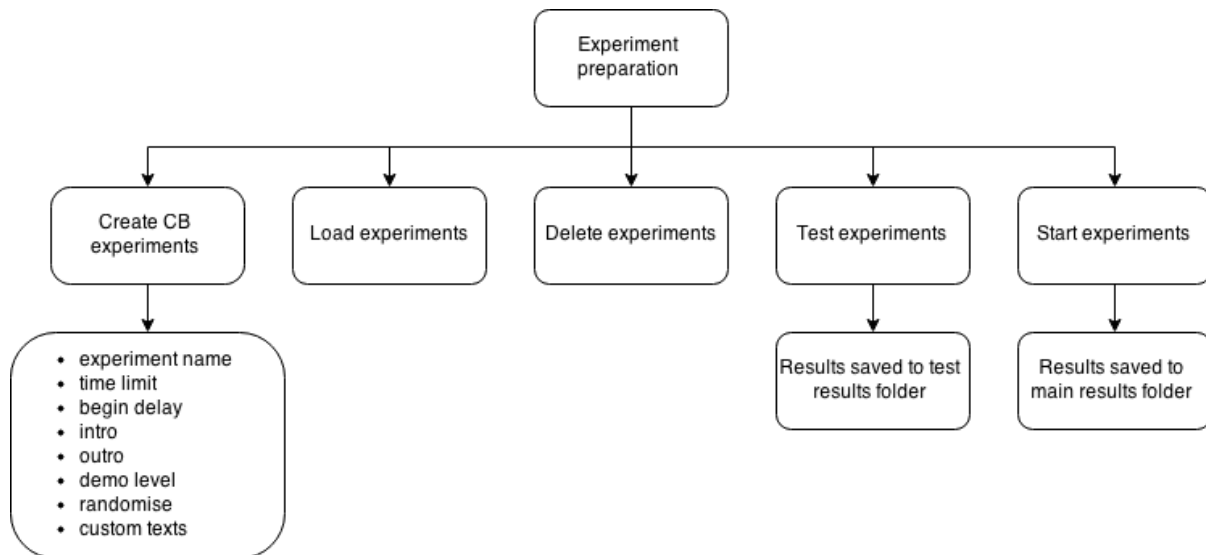 Experiment
preparation
Create CB
experiments
Load experiments
Delete experiments
Test experiments
Start experiments
• experiment name
• time limit
• begin delay
• intro
• outro
• demo level
• randomise
• custom texts
Results saved to test
results folder
Results saved to
main results folder